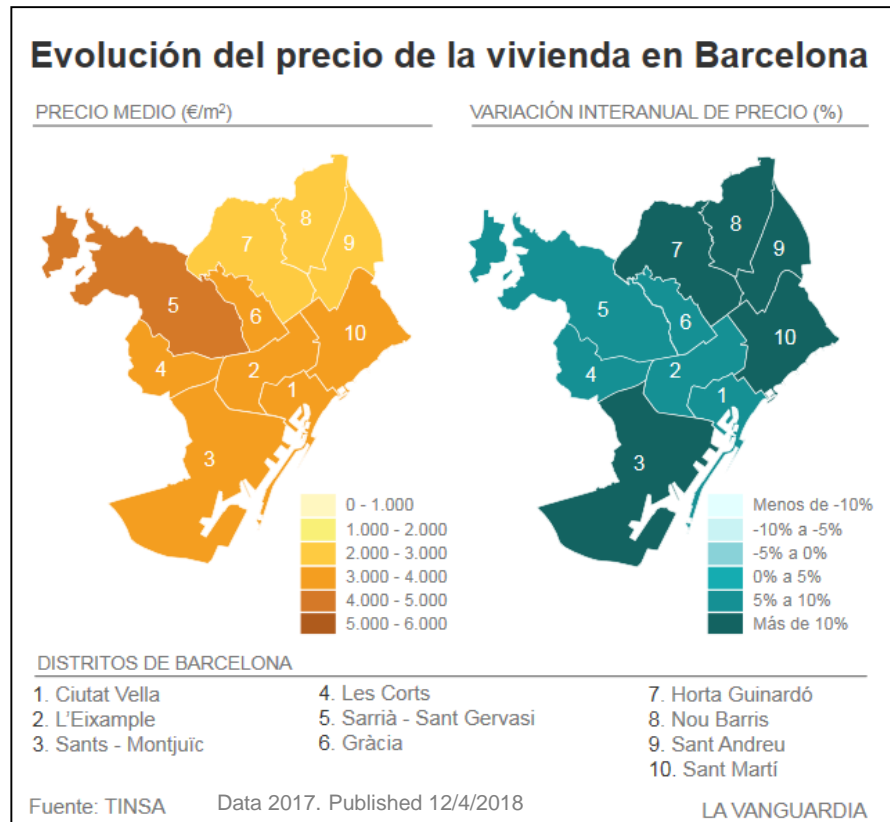 Evolución del precio de la vivienda en Barcelona
PRECIO MEDIO (€/m²)
8
7
9
5
6
10
4
2
1
3
0 - 1.000
1.000 - 2.000
2.000 - 3.000
3.000 - 4.000
4.000 - 5.000
5.000 - 6.000
VARIACIÓN INTERANUAL DE PRECIO (%)
8
7
9
5
6
10
4
2
1
3
Menos de -10%
-10% a -5%
-5% a 0%
0% a 5%
5% a 10%
Más de 10%
DISTRITOS DE BARCELONA
1. Ciutat Vella
2. L'Eixample
3. Sants - Montjuïc
4. Les Corts
5. Sarrià - Sant Gervasi
6. Gràcia
7. Horta Guinardó
8. Nou Barris
9. Sant Andreu
10. Sant Martí
Fuente: TINSA
Data 2017. Published 12/4/2018
LA VANGUARDIA